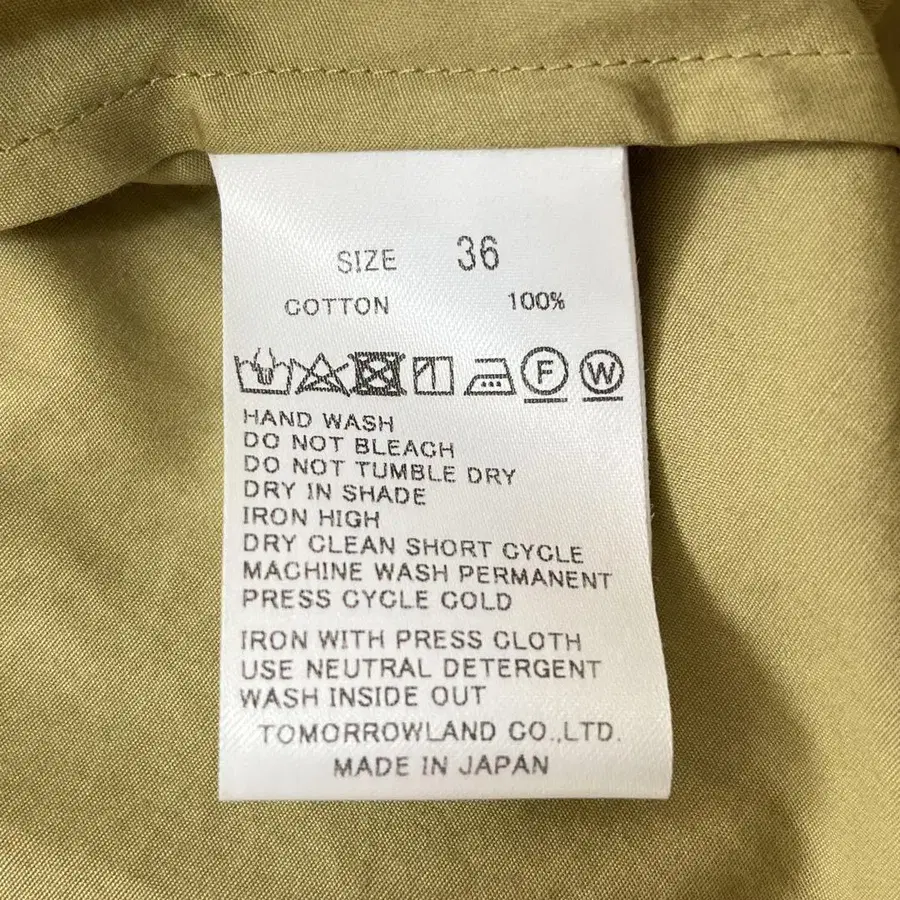 SIZE 36
COTTON 100%
F W
HAND WASH
DO NOT BLEACH
DO NOT TUMBLE DRY
DRY IN SHADE
IRON HIGH
DRY CLEAN SHORT CYCLE
MACHINE WASH PERMANENT
PRESS CYCLE COLD
IRON WITH PRESS CLOTH
USE NEUTRAL DETERGENT
WASH INSIDE OUT
TOMORROWLAND CO.,LTD.
MADE IN JAPAN